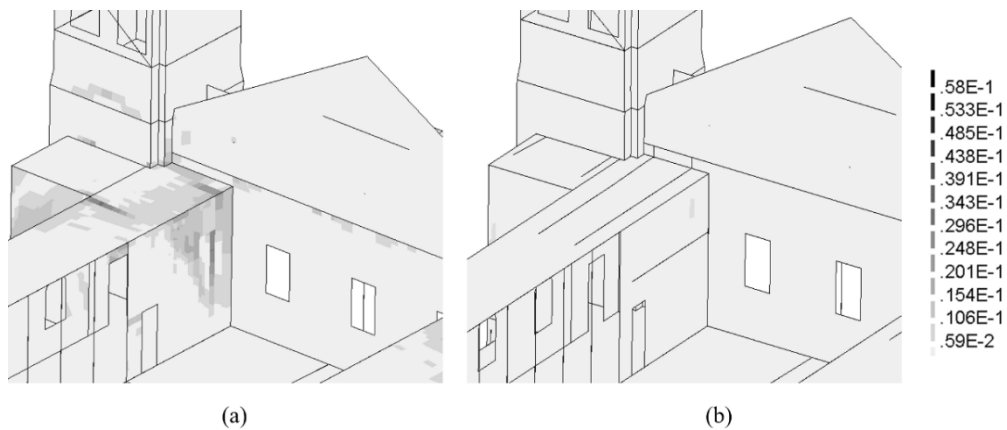 .58E-1
.533E-1
.485E-1
.438E-1
.391E-1
.343E-1
.296E-1
.248E-1
.201E-1
.154E-1
.106E-1
.59E-2
(a)
(b)